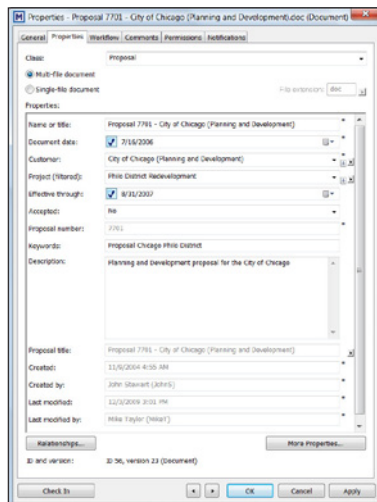 Properties - Proposal 7701 - City of Chicago (Planning and Development).doc (Document)
General Properties Workflow Comments Permissions Notifications
Class: Proposal
Multi-file document
Single-file document File extension: doc
Properties:
Name or title: Proposal 7701 - City of Chicago (Planning and Development) *
Document date: 7/16/2006
Customer: City of Chicago (Planning and Development) *
Project (filtered): Philo District Redevelopment *
Effective through: 8/31/2007
Accepted: No
Proposal number: 7701 *
Keywords: Proposal Chicago Philo District
Description: Planning and Development proposal for the City of Chicago
Proposal title: Proposal 7701 - City of Chicago (Planning and Development)
Created: 11/9/2004 4:55 AM *
Created by: John Stewart (JohnS) *
Last modified: 12/3/2009 3:01 PM *
Last modified by: Mike Taylor (MikeT) *
Relationships... More Properties...
ID and version: ID 56, version 23 (Document)
Check In OK Cancel Apply